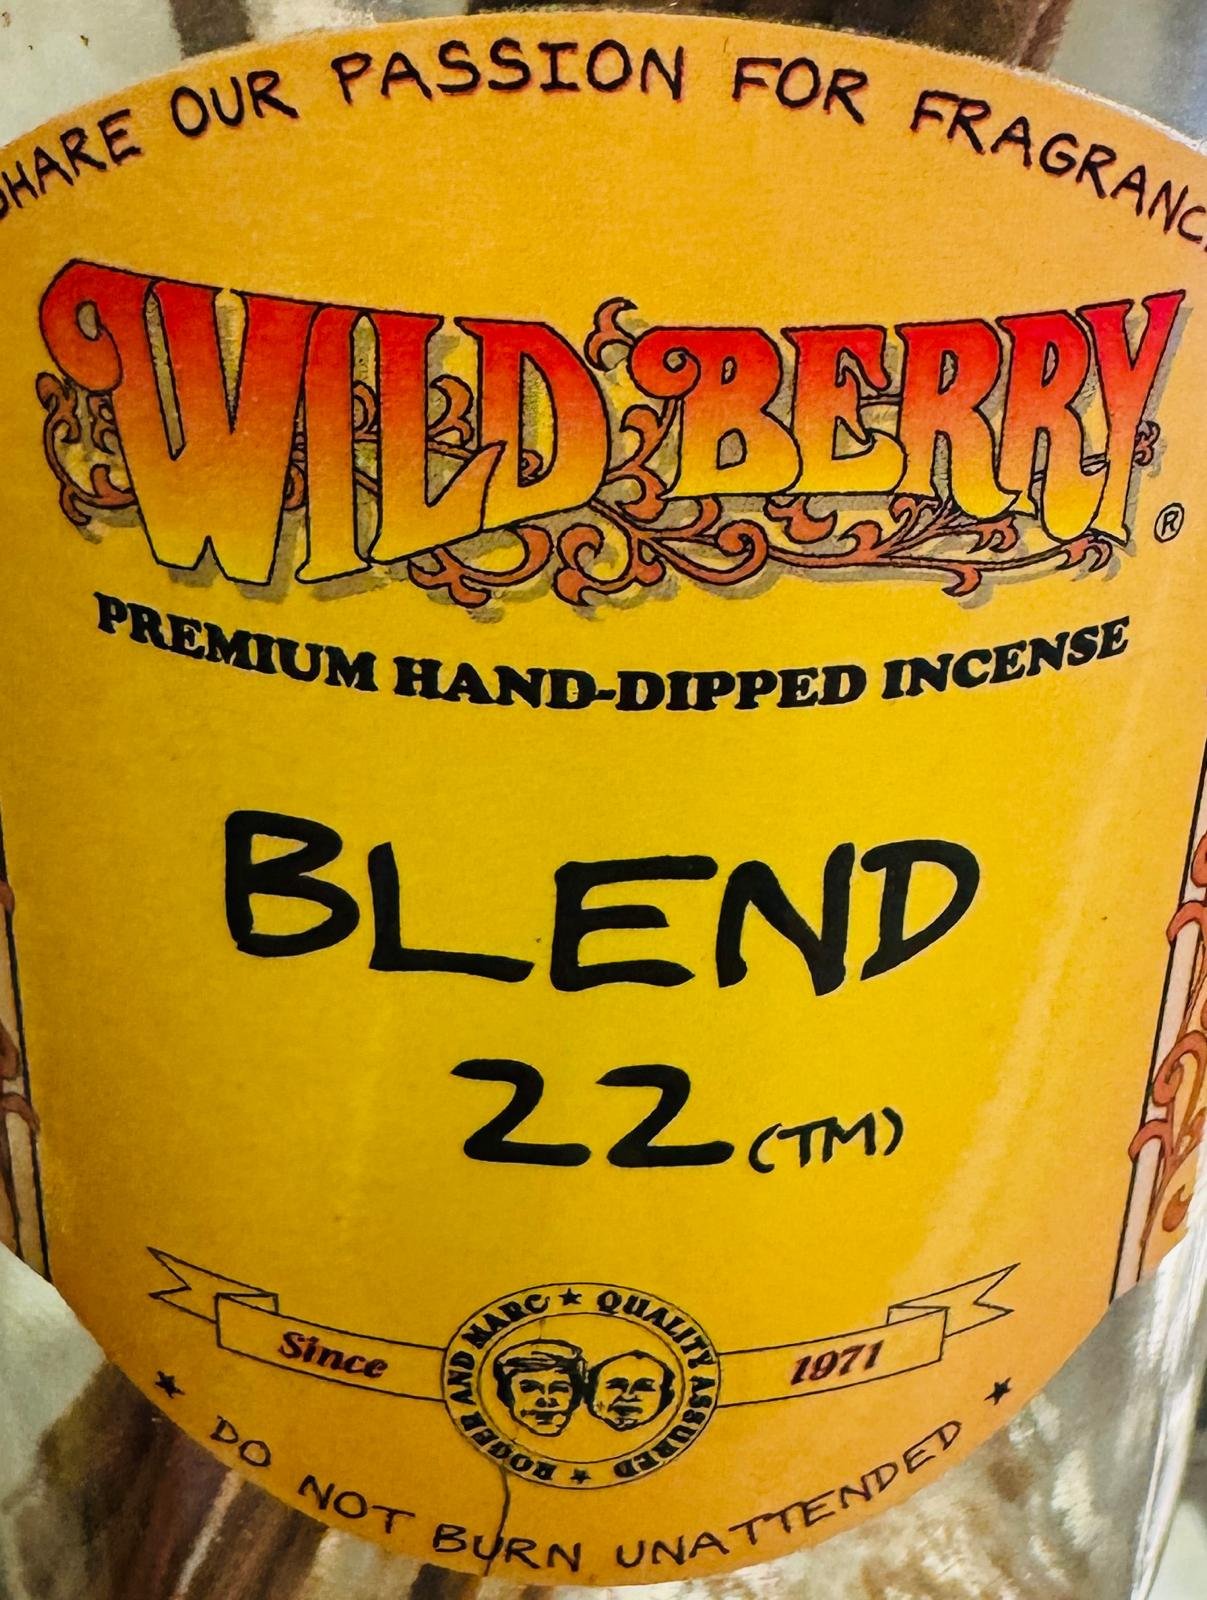 SHARE OUR PASSION FOR FRAGRANC
WILD BERRY®
PREMIUM HAND-DIPPED INCENSE
BLEND
22 (TM)
Since 1971
ROGER AND MARC ★ QUALITY ASSURED ★
★ DO NOT BURN UNATTENDED ★